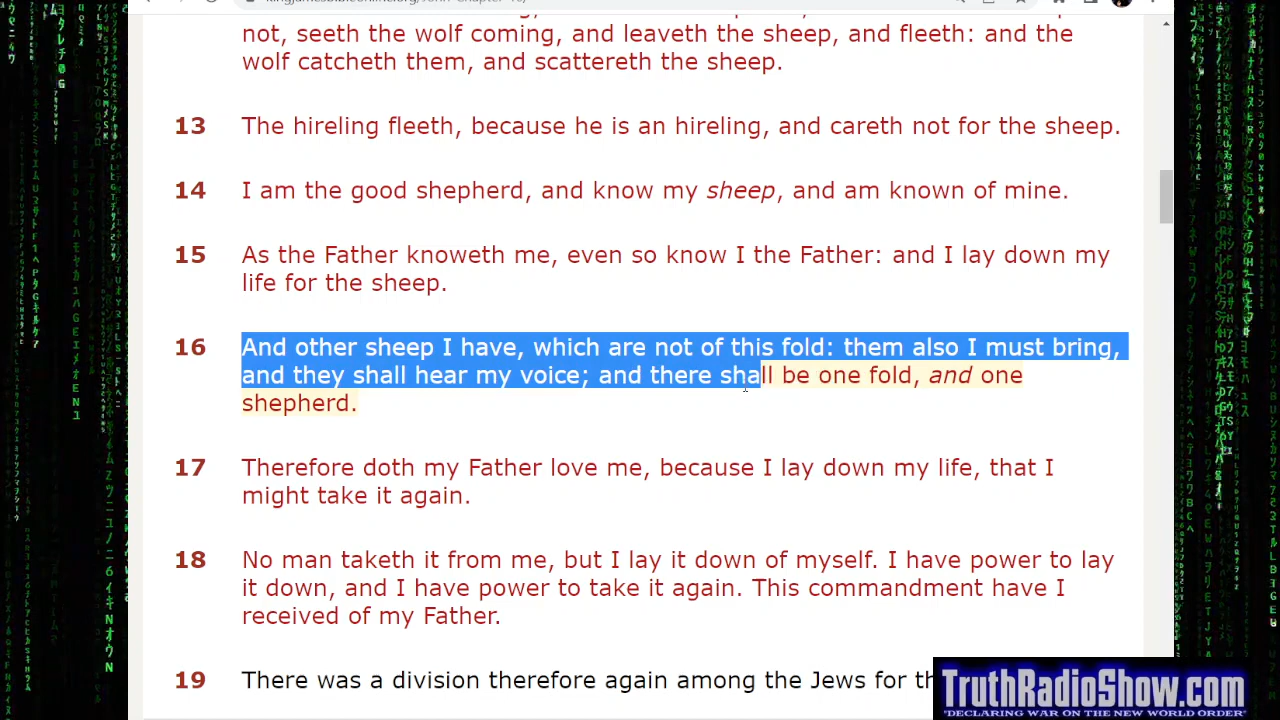 not, seeth the wolf coming, and leaveth the sheep, and fleeth: and the
wolf catcheth them, and scattereth the sheep.
13 The hireling fleeth, because he is an hireling, and careth not for the sheep.
14 I am the good shepherd, and know my sheep, and am known of mine.
15 As the Father knoweth me, even so know I the Father: and I lay down my
life for the sheep.
16 And other sheep I have, which are not of this fold: them also I must bring,
and they shall hear my voice; and there shall be one fold, and one
shepherd.
17 Therefore doth my Father love me, because I lay down my life, that I
might take it again.
18 No man taketh it from me, but I lay it down of myself. I have power to lay
it down, and I have power to take it again. This commandment have I
received of my Father.
19 There was a division therefore again among the Jews for
TruthRadioShow.com
"DECLARING WAR ON THE NEW WORLD ORDER"